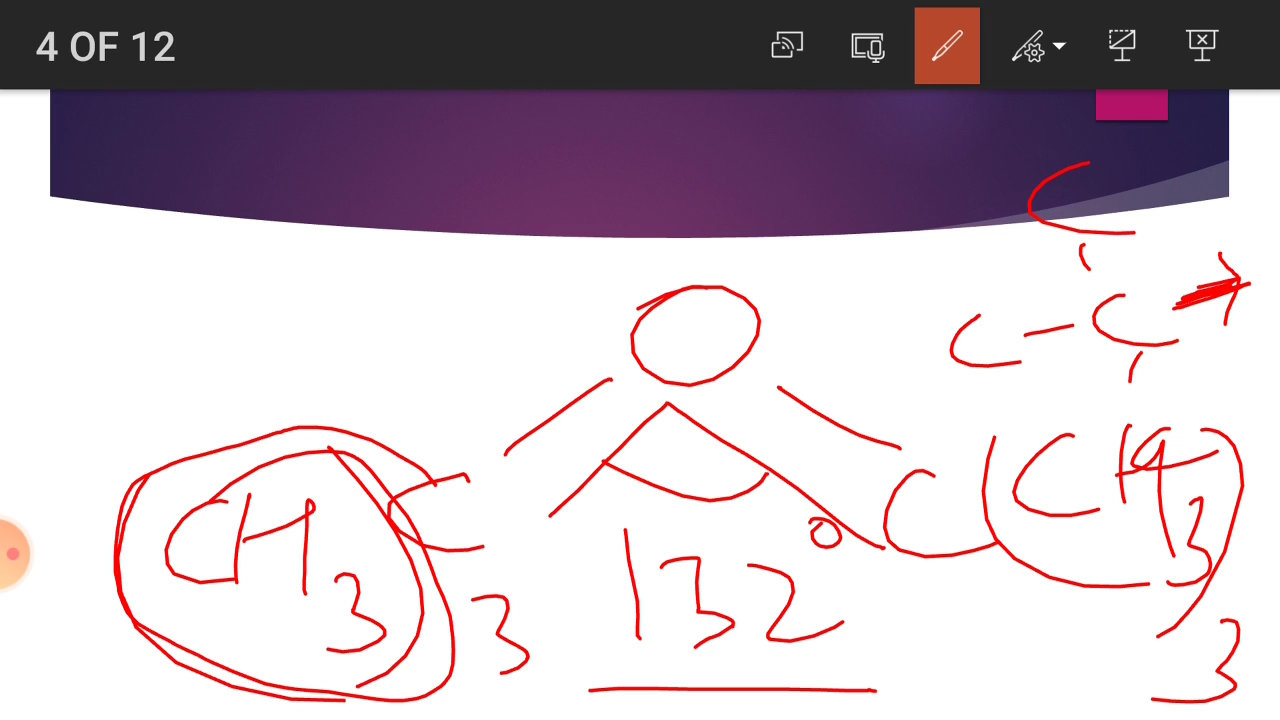 4 OF 12
C
C - C →
O
(CH3)3 C C(CH3)3
132°